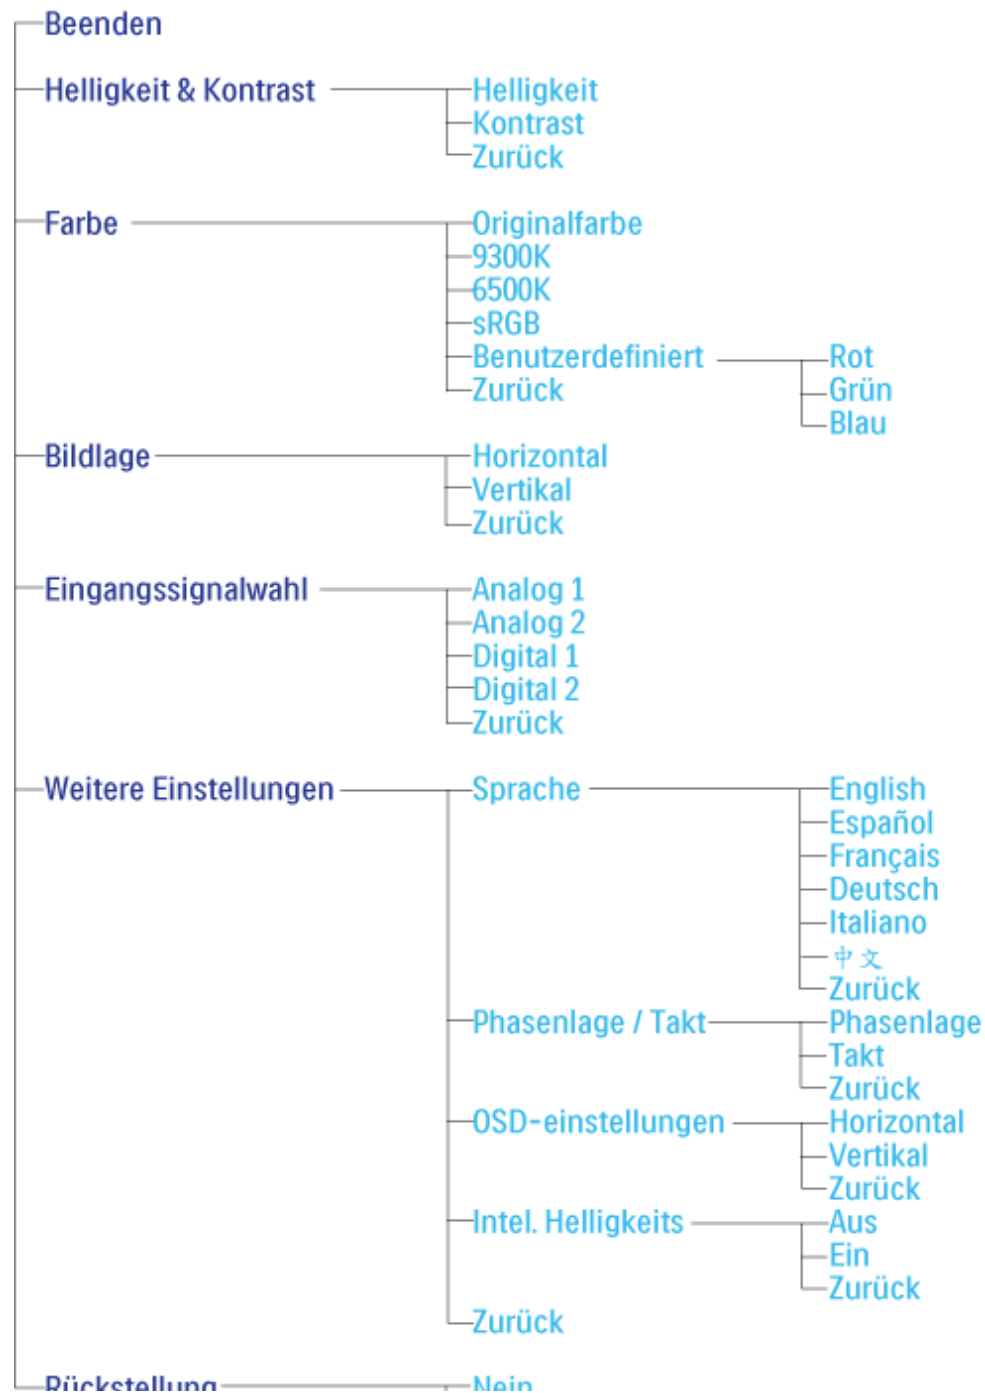 Beenden
Helligkeit & Kontrast Helligkeit
Kontrast
Zurück
Farbe Originalfarbe
9300K
6500K
sRGB
Benutzerdefiniert Rot
Zurück Grün
Blau
Bildlage Horizontal
Vertikal
Zurück
Eingangssignalwahl Analog 1
Analog 2
Digital 1
Digital 2
Zurück
Weitere Einstellungen Sprache English
Español
Français
Deutsch
Italiano
中文
Zurück
Phasenlage / Takt Phasenlage
Takt
Zurück
OSD-einstellungen Horizontal
Vertikal
Zurück
Intel. Helligkeits Aus
Ein
Zurück
Zurück
Rückstellung Nein